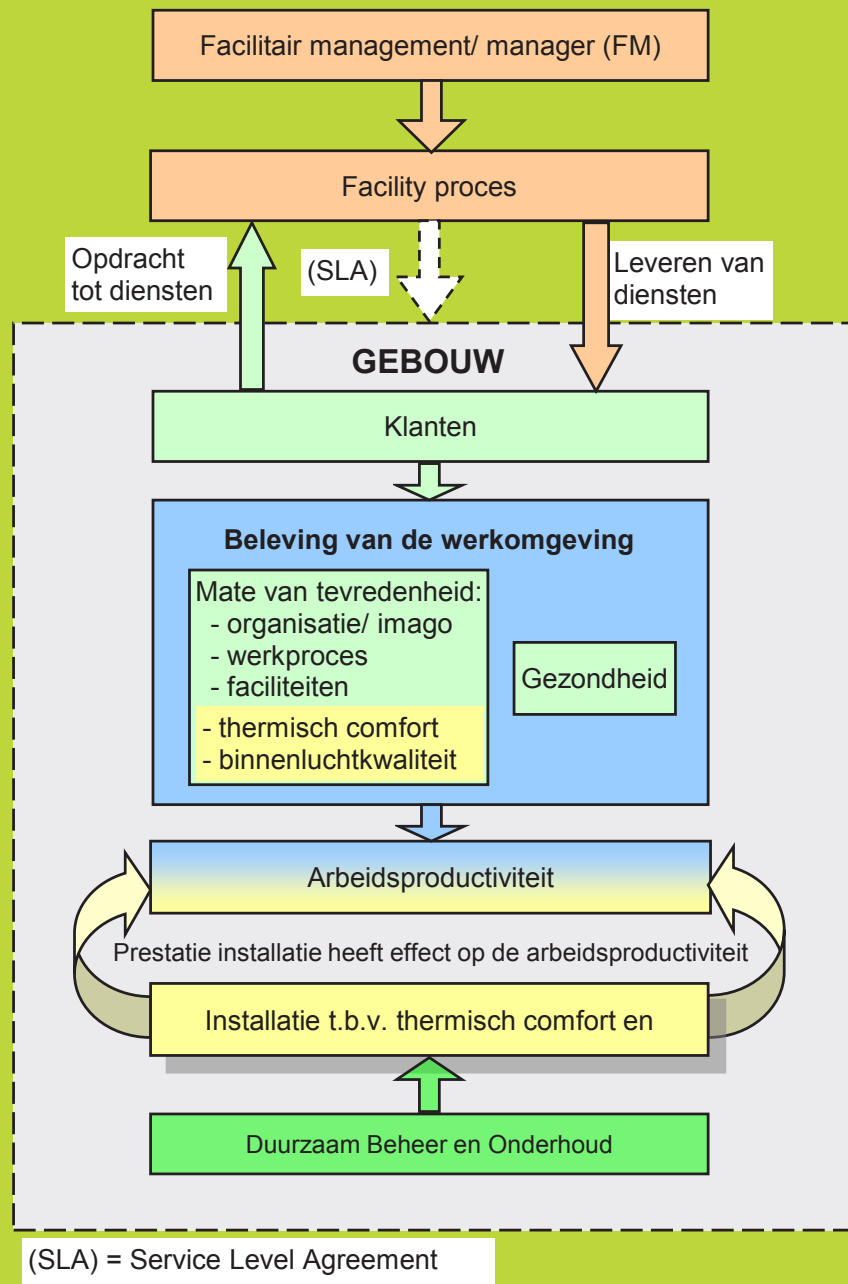 Facilitair management/ manager (FM)
Facility proces
Opdracht
tot diensten
(SLA)
Leveren van
diensten
GEBOUW
Klanten
Beleving van de werkomgeving
Mate van tevredenheid:
- organisatie/ imago
- werkproces
- faciliteiten
- thermisch comfort
- binnenluchtkwaliteit
Gezondheid
Arbeidsproductiviteit
Prestatie installatie heeft effect op de arbeidsproductiviteit
Installatie t.b.v. thermisch comfort en
Duurzaam Beheer en Onderhoud
(SLA) = Service Level Agreement